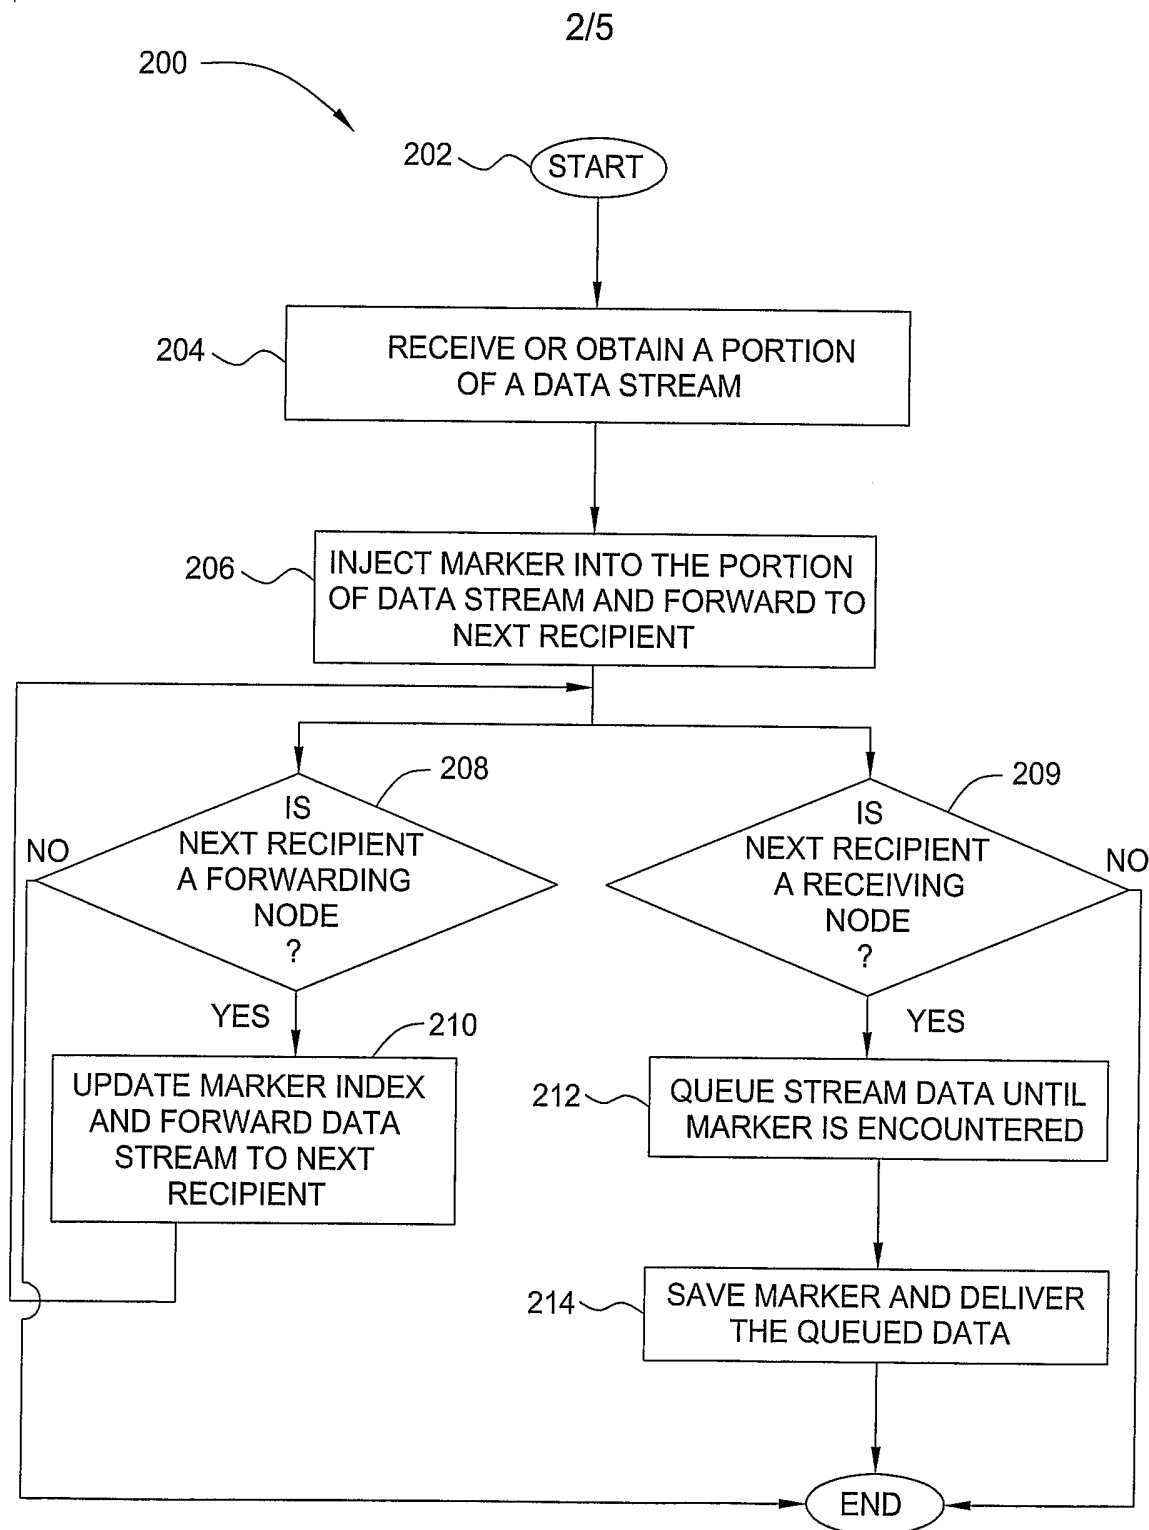 2/5
200
202
START
204
RECEIVE OR OBTAIN A PORTION
OF A DATA STREAM
206
INJECT MARKER INTO THE PORTION
OF DATA STREAM AND FORWARD TO
NEXT RECIPIENT
208
IS
NEXT RECIPIENT
A FORWARDING
NODE
?
NO
YES
209
IS
NEXT RECIPIENT
A RECEIVING
NODE
?
NO
YES
210
UPDATE MARKER INDEX
AND FORWARD DATA
STREAM TO NEXT
RECIPIENT
212
QUEUE STREAM DATA UNTIL
MARKER IS ENCOUNTERED
214
SAVE MARKER AND DELIVER
THE QUEUED DATA
END